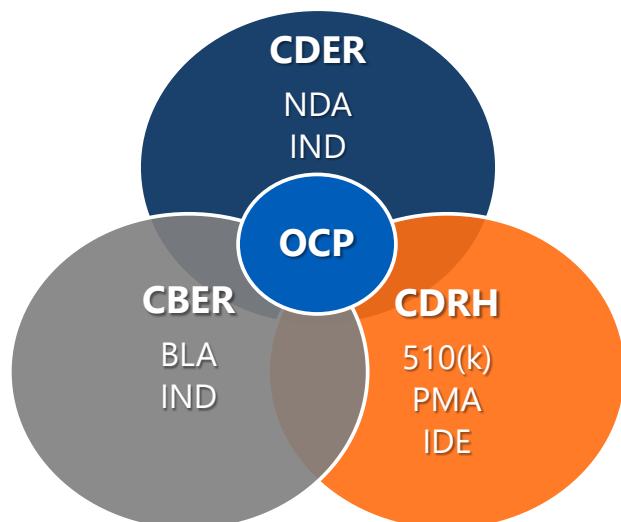 CDER
NDA
IND
OCP
CBER
BLA
IND
CDRH
510(k)
PMA
IDE